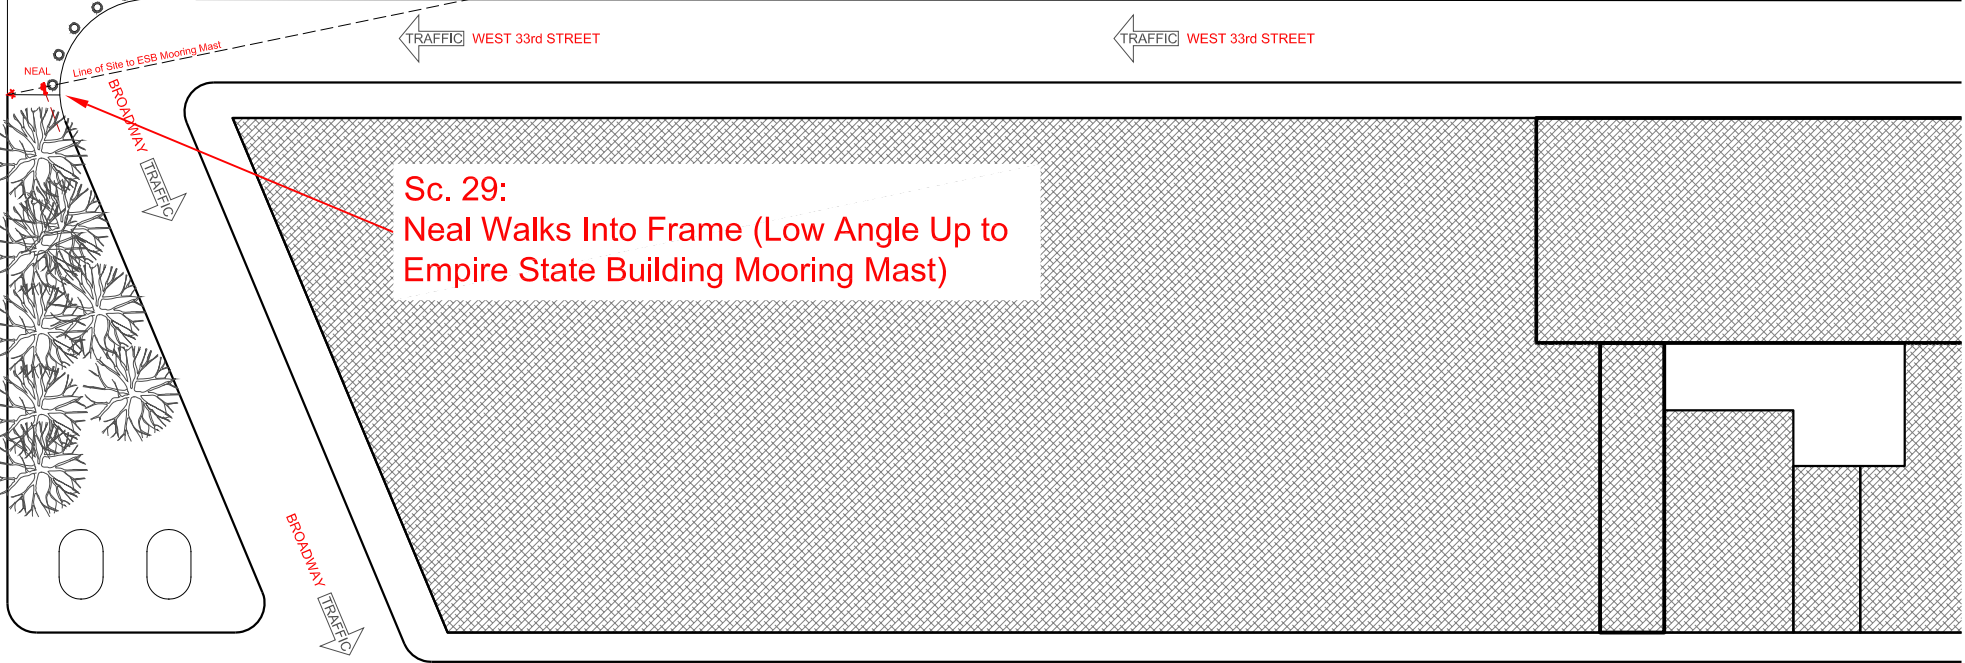 TRAFFIC WEST 33rd STREET
TRAFFIC WEST 33rd STREET
Line of Site to ESB Mooring Mast
NEAL
BROADWAY
TRAFFIC
Sc. 29:
Neal Walks Into Frame (Low Angle Up to
Empire State Building Mooring Mast)
BROADWAY
TRAFFIC